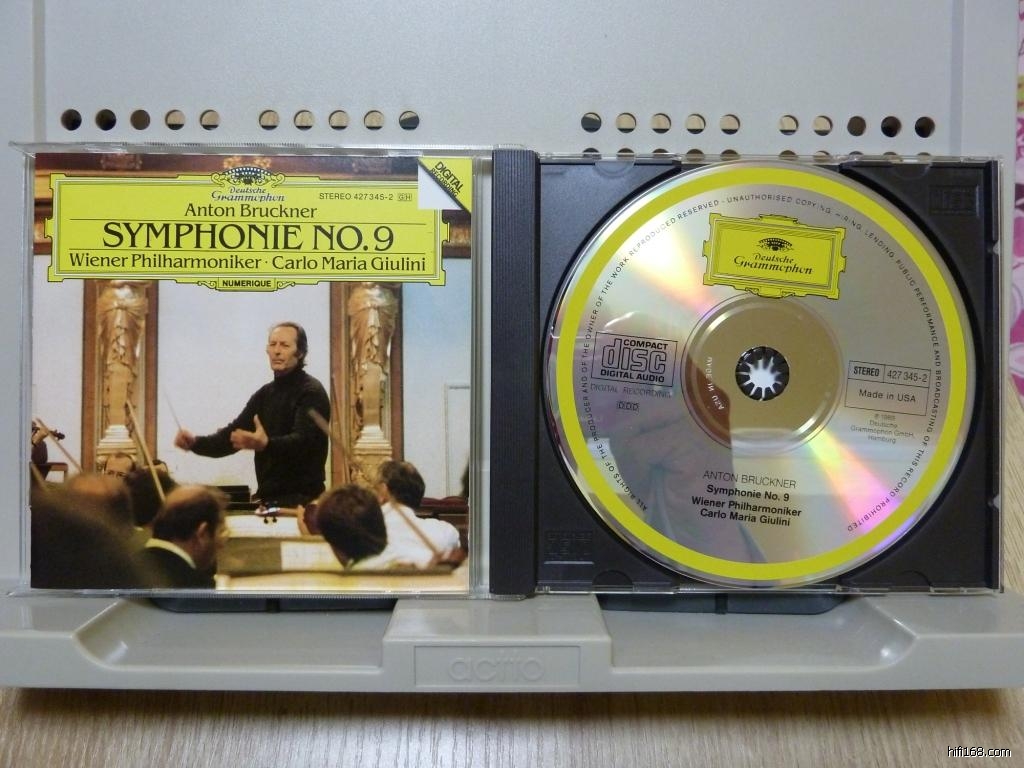 Deutsche
Grammophon
STEREO 427 345-2 GH
DIGITAL
RECORDING
Anton Bruckner
SYMPHONIE NO. 9
Wiener Philharmoniker · Carlo Maria Giulini
NUMERIQUE
ALL RIGHTS OF THE PRODUCER AND OF THE OWNER OF THE WORK REPRODUCED RESERVED - UNAUTHORISED COPYING, HIRING, LENDING, PUBLIC PERFORMANCE AND BROADCASTING OF THIS RECORD PROHIBITED
Deutsche
Grammophon
COMPACT
disc
DIGITAL AUDIO
DIGITAL RECORDING
DDD
STEREO 427 345-2
Made in USA
Deutsche
Grammophon GmbH,
Hamburg
ANTON BRUCKNER
Symphonie No. 9
Wiener Philharmoniker
Carlo Maria Giulini
actto
hifi168.com